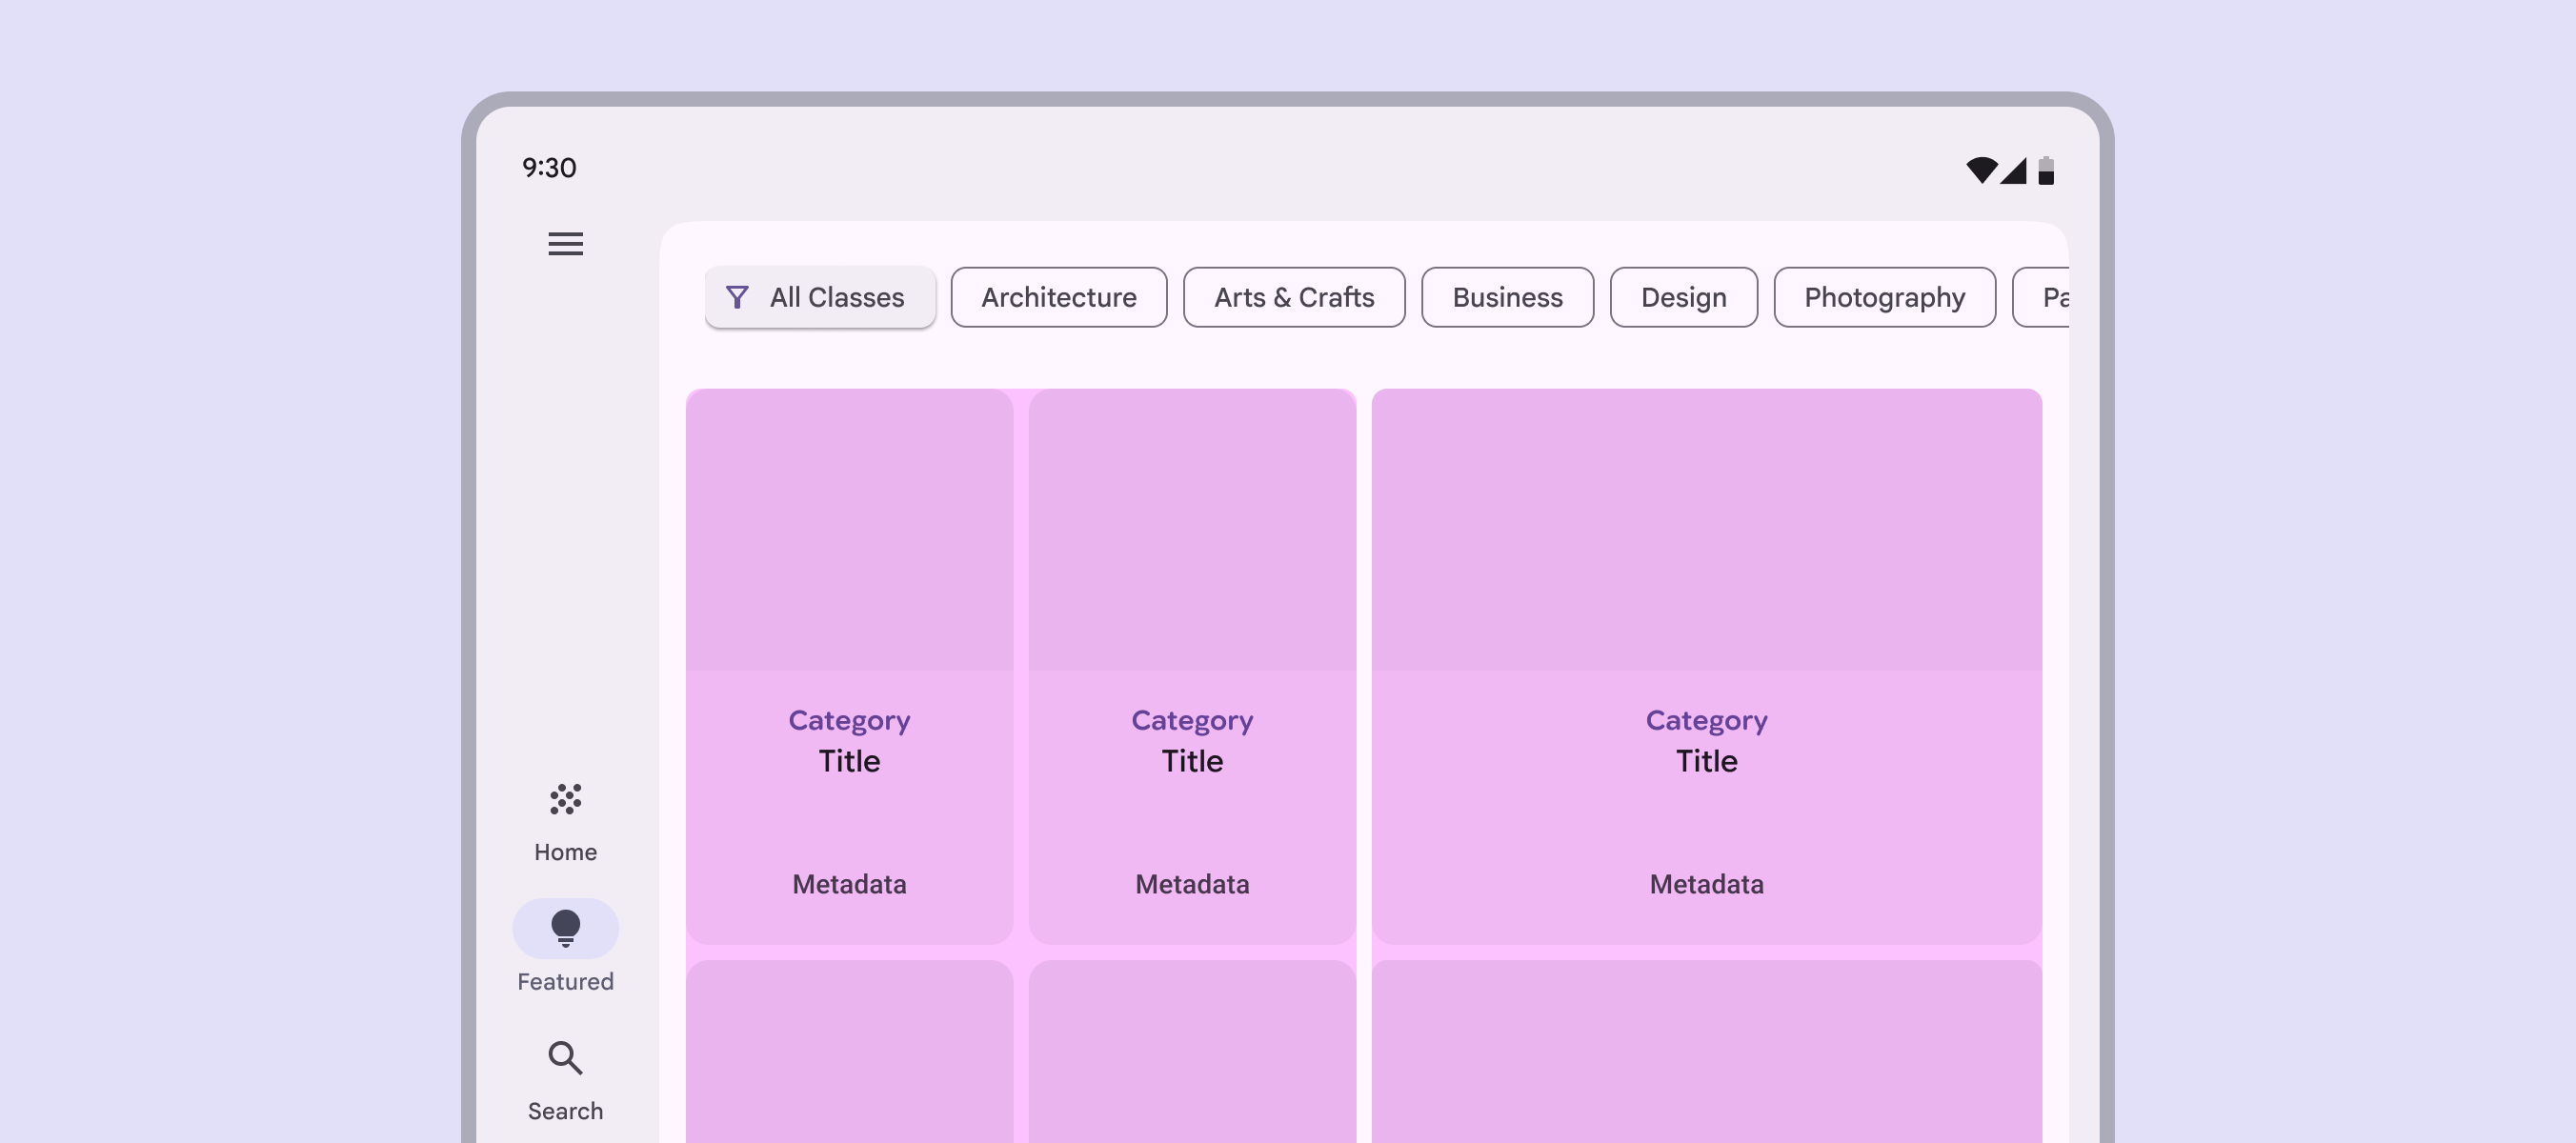 9:30
All Classes
Architecture
Arts & Crafts
Business
Design
Photography
Pa
Category
Title
Metadata
Category
Title
Metadata
Category
Title
Metadata
Home
Featured
Search